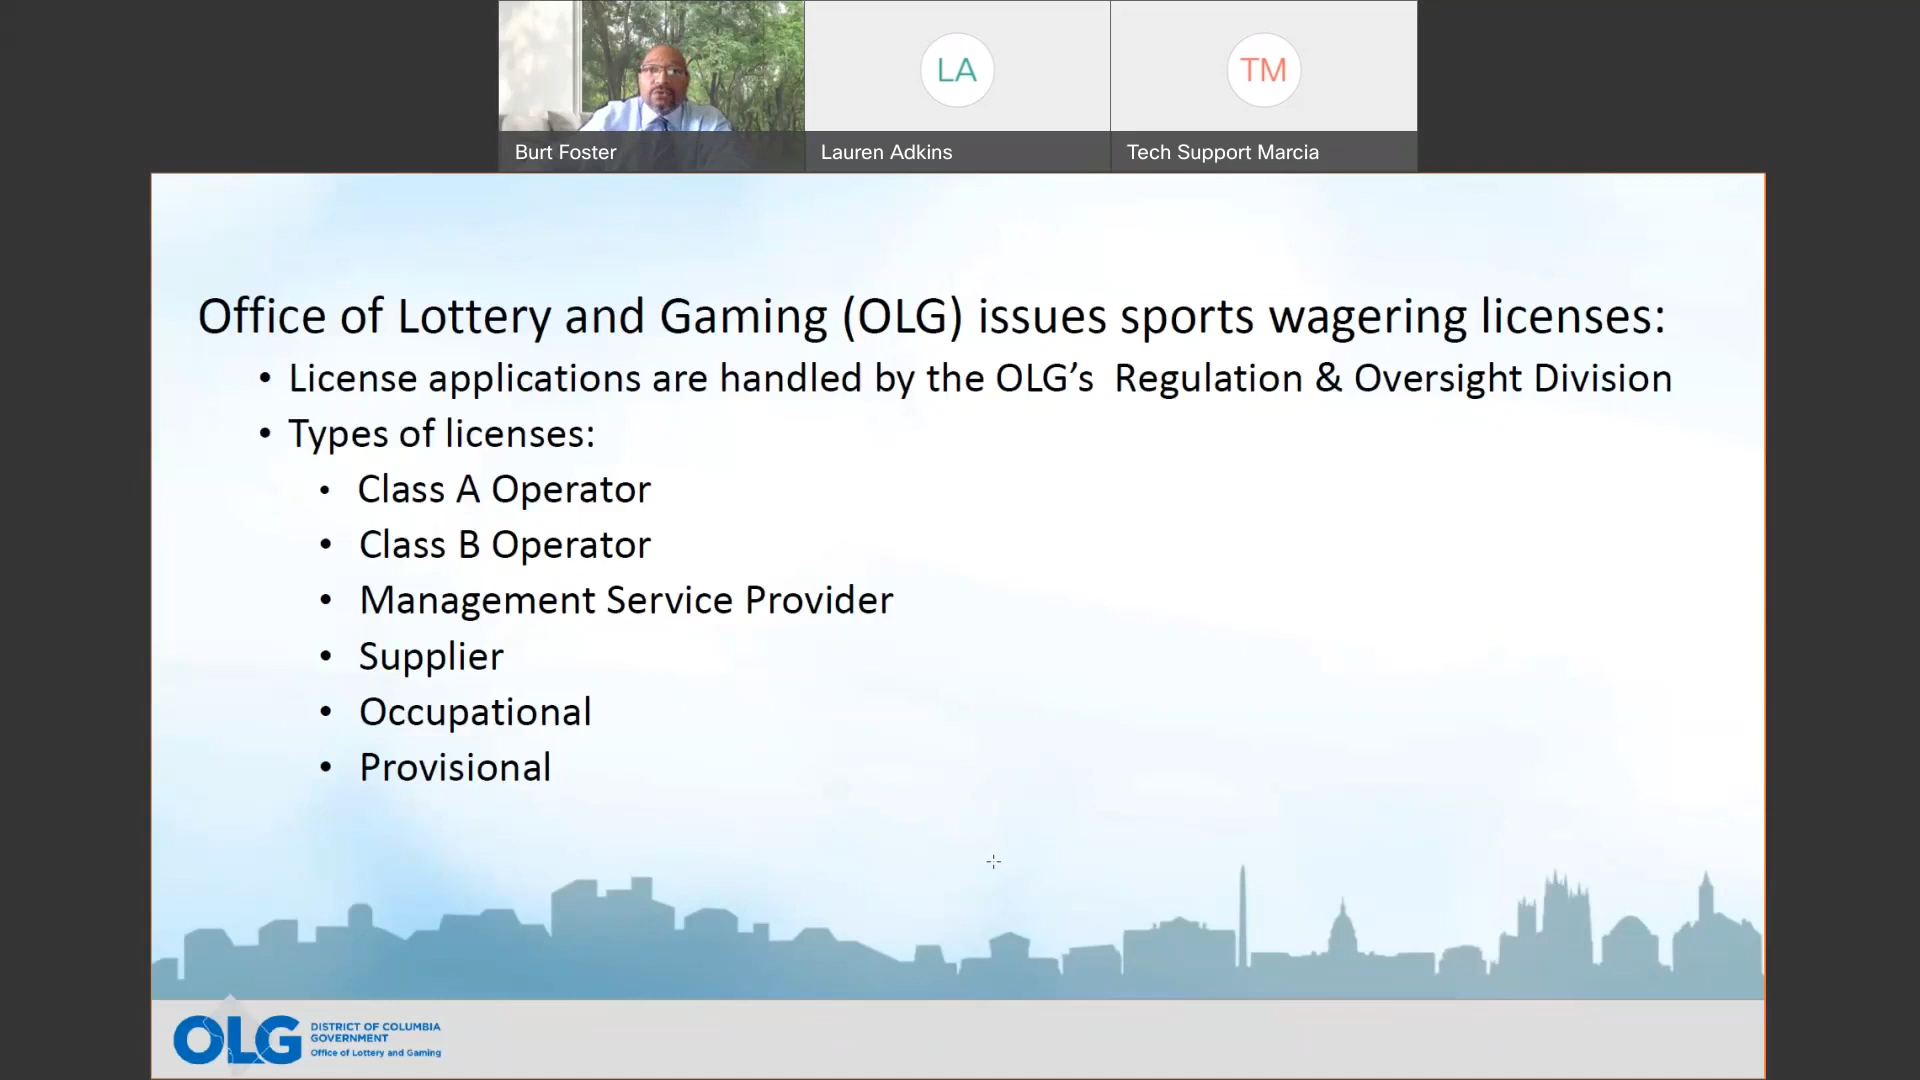 LA
TM
Burt Foster
Lauren Adkins
Tech Support Marcia
Office of Lottery and Gaming (OLG) issues sports wagering licenses:
• License applications are handled by the OLG’s Regulation & Oversight Division
• Types of licenses:
• Class A Operator
• Class B Operator
• Management Service Provider
• Supplier
• Occupational
• Provisional
OLG
DISTRICT OF COLUMBIA
GOVERNMENT
Office of Lottery and Gaming